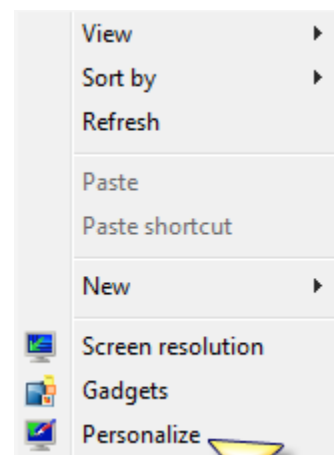 View
Sort by
Refresh
Paste
Paste shortcut
New
Screen resolution
Gadgets
Personalize